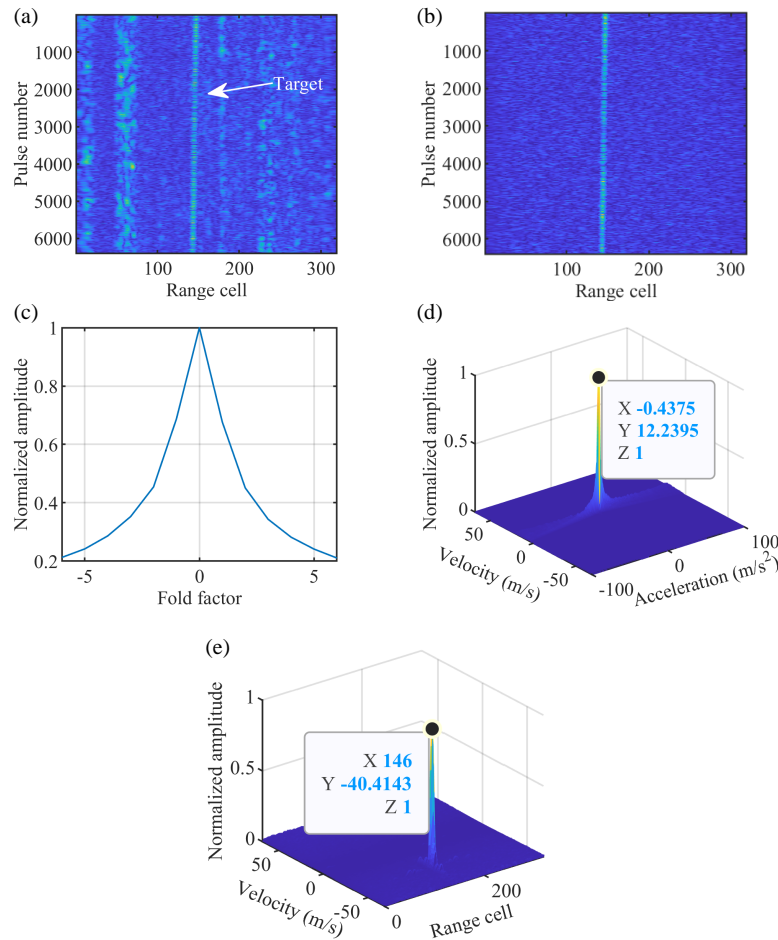 (a)
1000
2000
3000
4000
5000
6000
Pulse number
Target
100
200
300
Range cell
(b)
1000
2000
3000
4000
5000
6000
Pulse number
100
200
300
Range cell
(c)
1
0.8
0.6
0.4
0.2
Normalized amplitude
-5
0
5
Fold factor
(d)
1
0.5
0
Normalized amplitude
X -0.4375
Y 12.2395
Z 1
50
0
-50
Velocity (m/s)
-100
0
100
Acceleration (m/s²)
(e)
1
0.5
0
Normalized amplitude
X 146
Y -40.4143
Z 1
50
0
-50
Velocity (m/s)
0
200
Range cell